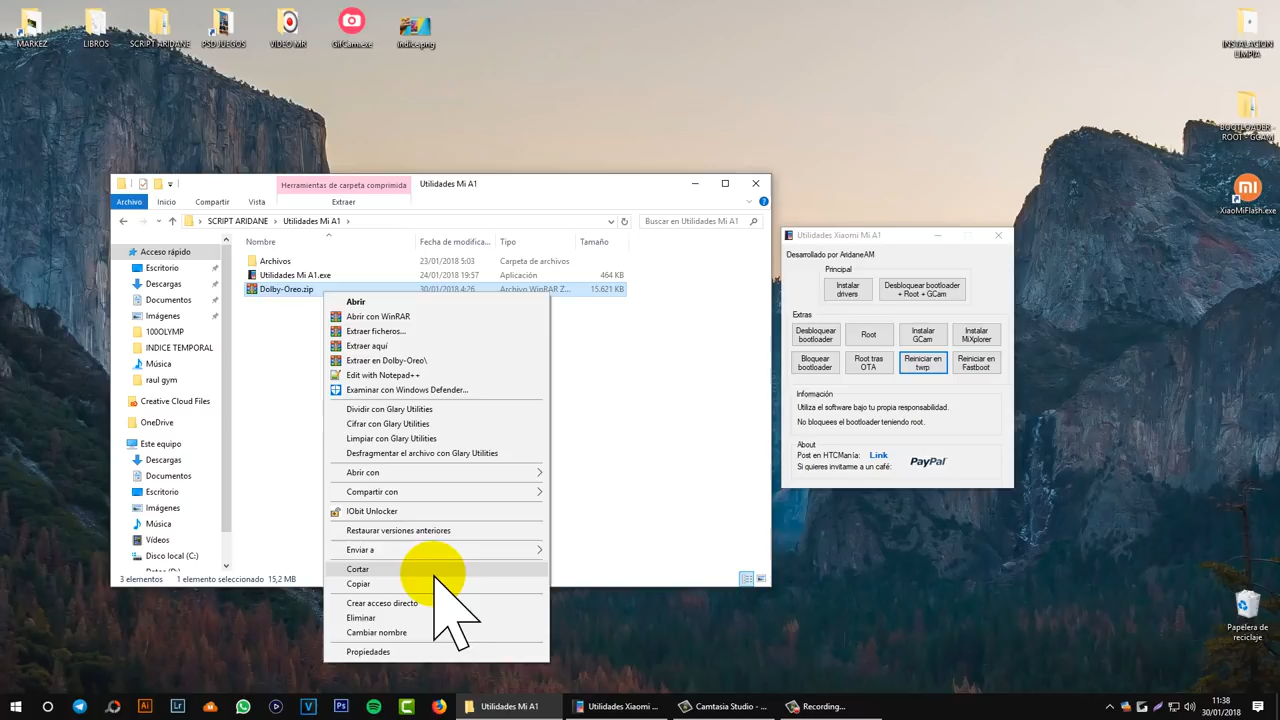 MARKEZ
LIBROS
SCRIPT ARIDANE
PSD JUEGOS
VIDEO MR
GifCam.exe
indice.png
INSTALACION
LIMPIA
BOOTLOADER -
ROOT - GCAM
XiaoMiFlash.exe
Papelera de
reciclaje
Herramientas de carpeta comprimida
Utilidades Mi A1
Archivo
Inicio
Compartir
Vista
Extraer
SCRIPT ARIDANE
Utilidades Mi A1
Buscar en Utilidades Mi A1
Acceso rápido
Escritorio
Descargas
Documentos
Imágenes
100OLYMP
INDICE TEMPORAL
Música
raul gym
Creative Cloud Files
OneDrive
Este equipo
Descargas
Documentos
Escritorio
Imágenes
Música
Vídeos
Disco local (C:)
Nombre
Fecha de modifica...
Tipo
Tamaño
Archivos
23/01/2018 5:03
Carpeta de archivos
Utilidades Mi A1.exe
24/01/2018 19:57
Aplicación
464 KB
Dolby-Oreo.zip
30/01/2018 4:26
Archivo WinRAR Z...
15.621 KB
3 elementos
1 elemento seleccionado 15,2 MB
Abrir
Abrir con WinRAR
Extraer ficheros...
Extraer aquí
Extraer en Dolby-Oreo\
Edit with Notepad++
Examinar con Windows Defender...
Dividir con Glary Utilities
Cifrar con Glary Utilities
Limpiar con Glary Utilities
Desfragmentar el archivo con Glary Utilities
Abrir con
Compartir con
IObit Unlocker
Restaurar versiones anteriores
Enviar a
Cortar
Copiar
Crear acceso directo
Eliminar
Cambiar nombre
Propiedades
Utilidades Xiaomi Mi A1
Desarrollado por AridaneAM
Principal
Instalar
drivers
Desbloquear bootloader
+ Root + GCam
Extras
Desbloquear
bootloader
Root
Instalar
GCam
Instalar
MiXplorer
Bloquear
bootloader
Root tras
OTA
Reiniciar en
twrp
Reiniciar en
Fastboot
Información
Utiliza el software bajo tu propia responsabilidad.
No bloquees el bootloader teniendo root.
About
Post en HTCManía:
Link
Si quieres invitarme a un café:
PayPal
Utilidades Mi A1
Utilidades Xiaomi ...
Camtasia Studio - ...
Recording...
11:38
30/01/2018